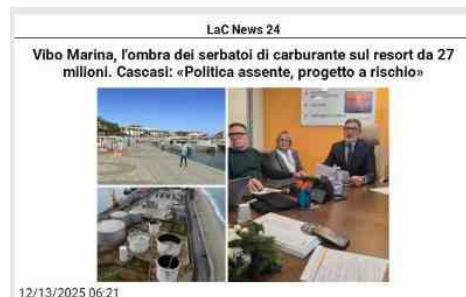 LaC News 24
Vibo Marina, l'ombra dei serbatoi di carburante sul resort da 27
milioni. Cascasi: «Politica assente, progetto a rischio»
12/13/2025 06:21